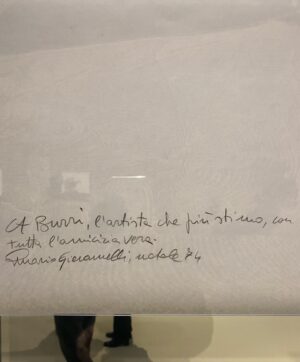 A Burri, l'artista che più stimo, con
tutta l'amicizia vera.
Mario Giacomelli, natale 84